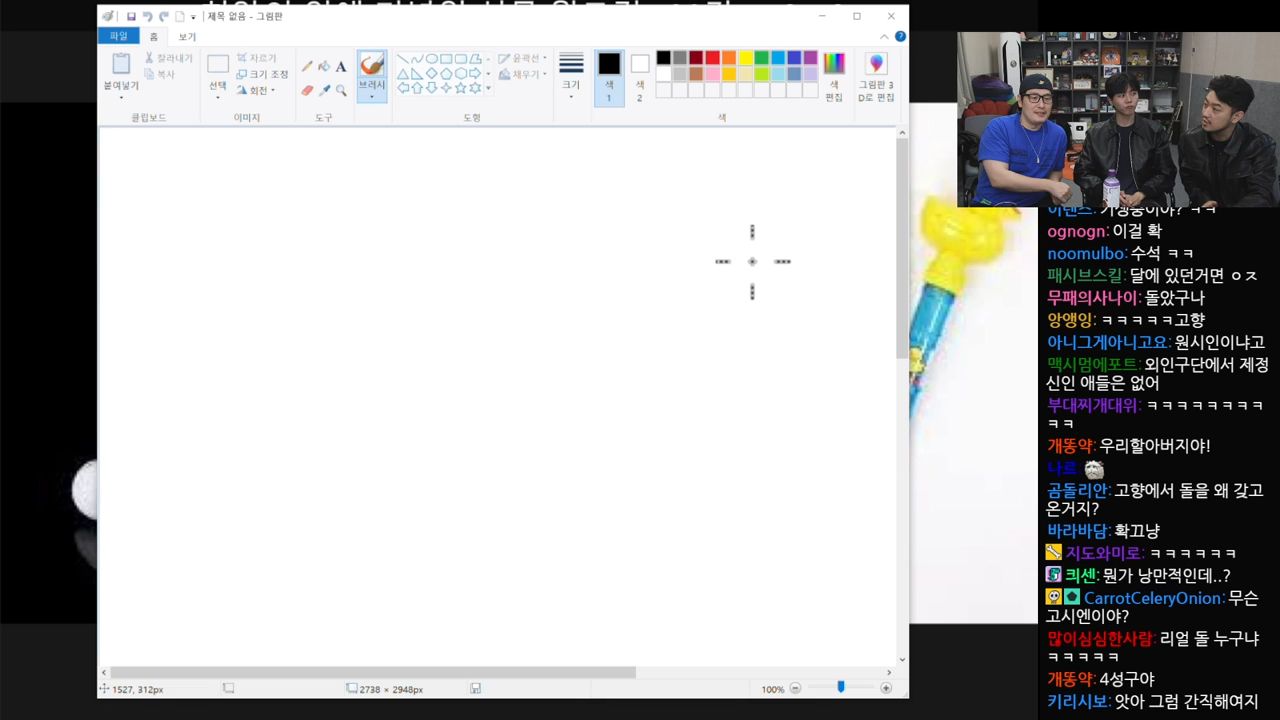 제목 없음 - 그림판
파일 홈 보기
붙여넣기
잘라내기
복사
클립보드
선택
자르기
크기 조정
회전
이미지
A
도구
브러시
윤곽선
채우기
도형
크기
색
1
색
2
색
편집
그림판 3
D로 편집
색
1527, 312px
2738 × 2948px
100%
ognogn: 이걸 확
noomulbo: 수석 ㅋㅋ
패시브스킬: 달에 있던거면 ㅇㅈ
무패의사나이: 돌았구나
앙앵잉: ㅋㅋㅋㅋㅋ고향
아니그게아니고요: 원시인이냐고
맥시멈에포트: 외인구단에서 제정
신인 애들은 없어
부대찌개대위: ㅋㅋㅋㅋㅋㅋㅋㅋ
ㅋㅋ
개똥약: 우리할아버지야!
나르:
곰돌리안: 고향에서 돌을 왜 갖고
온거지?
바라바담: 확끄냥
지도와미로: ㅋㅋㅋㅋㅋㅋ
킈센: 뭔가 낭만적인데..?
CarrotCeleryOnion: 무슨
고시엔이야?
많이심심한사람: 리얼 돌 누구냐
ㅋㅋㅋㅋㅋ
개똥약: 4성구야
키리시보: 앗아 그럼 간직해여지